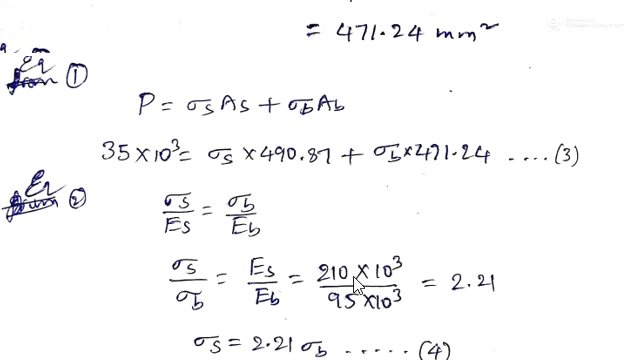 = 471.24 mm²
Eq ①
P = σs As + σb Ab
35 × 10³ = σs × 490.87 + σb × 471.24 .... (3)
Eq ②
σs/Es = σb/Eb
σs/σb = Es/Eb = 210 × 10³/95 × 10³ = 2.21
σs = 2.21 σb ..... (4)